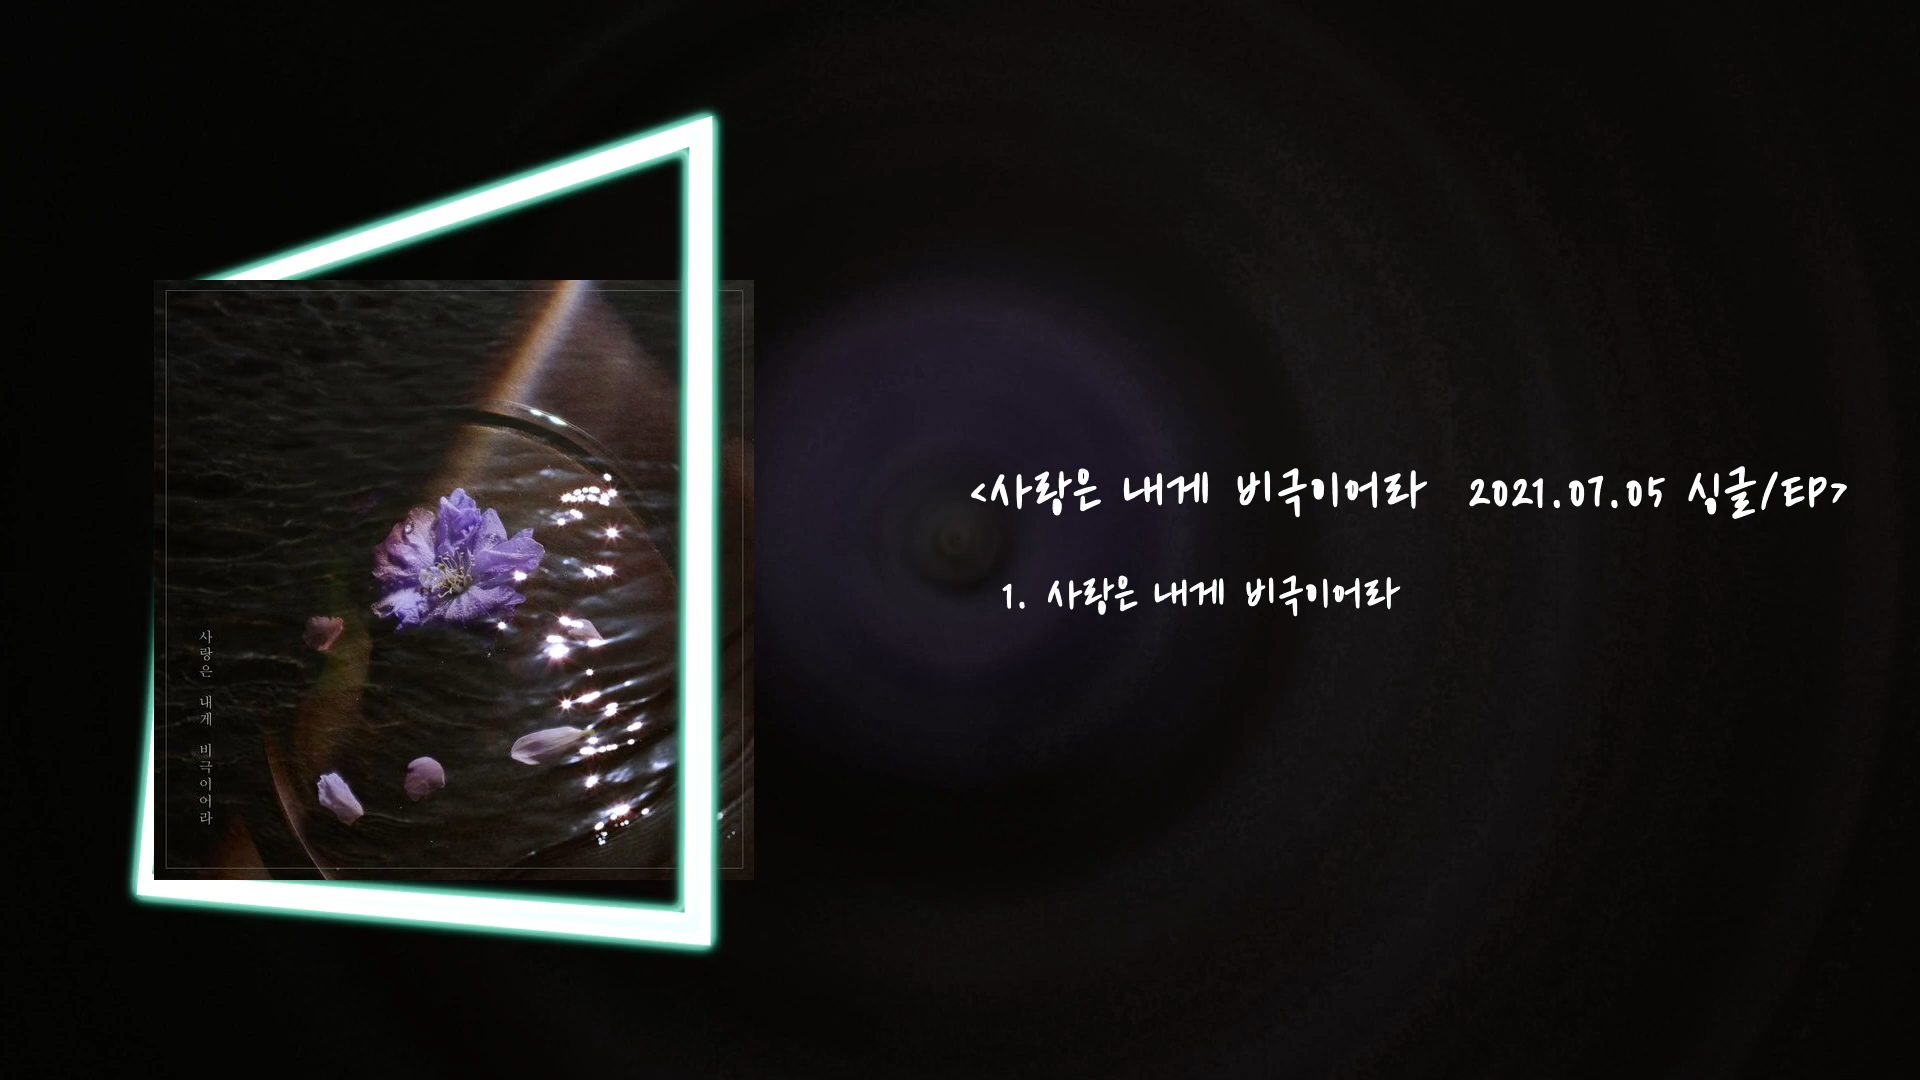 <사랑은 내게 비극이어라 2021.07.05 싱글/EP>
1. 사랑은 내게 비극이어라
사랑은 내게 비극이어라